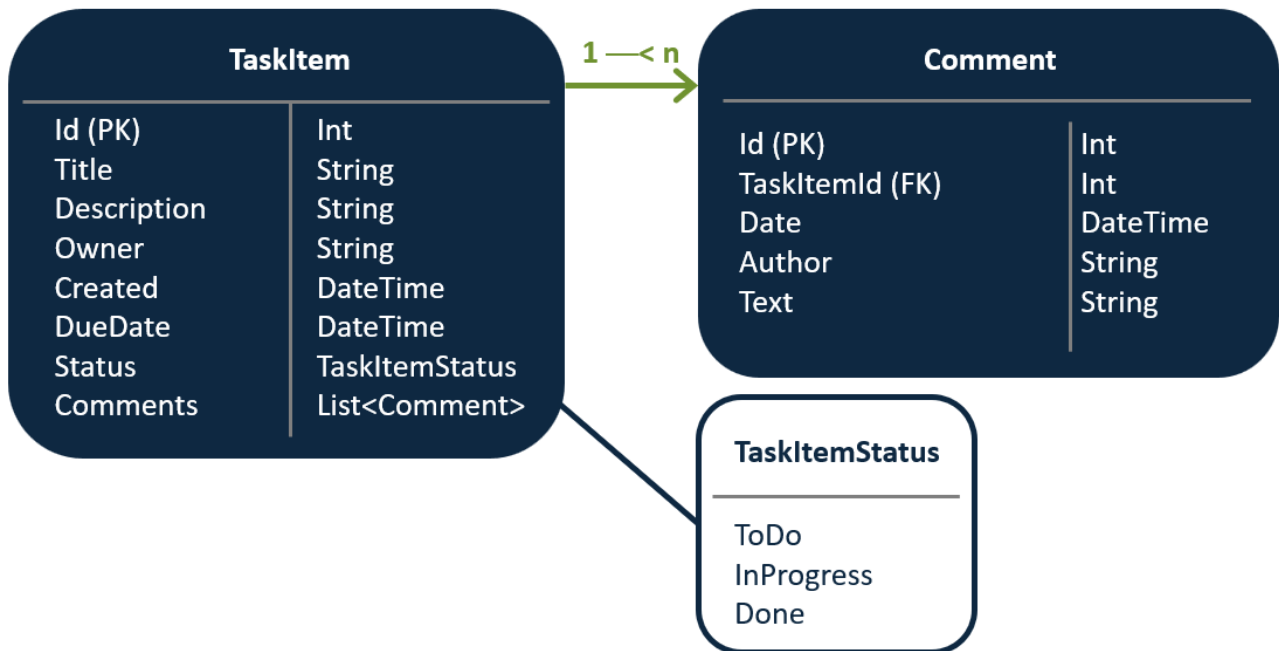 TaskItem
Id (PK) Int
Title String
Description String
Owner String
Created DateTime
DueDate DateTime
Status TaskItemStatus
Comments List<Comment>
1 —< n
Comment
Id (PK) Int
TaskItemId (FK) Int
Date DateTime
Author String
Text String
TaskItemStatus
ToDo
InProgress
Done